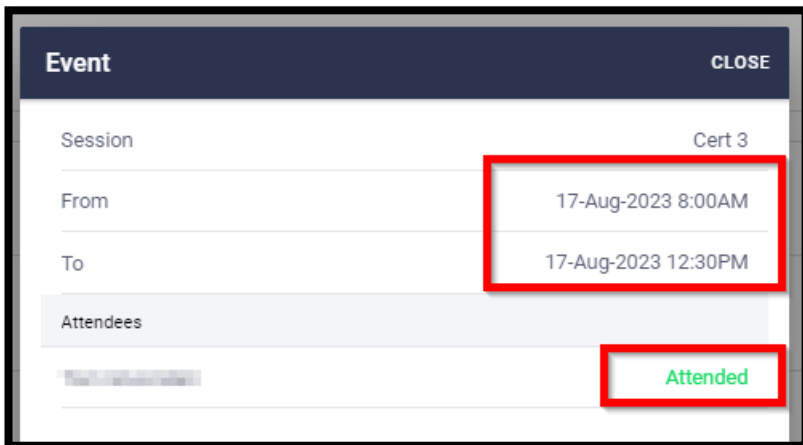 Event CLOSE
Session Cert 3
From 17-Aug-2023 8:00AM
To 17-Aug-2023 12:30PM
Attendees
Attended